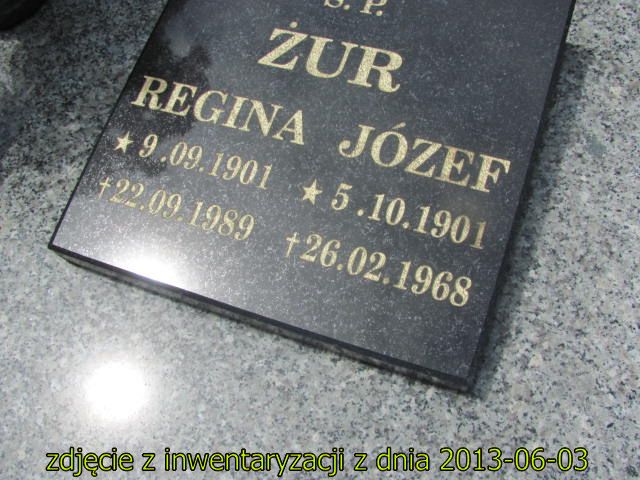 Ś. P.
ŻUR
REGINA JÓZEF
★ 9.09.1901 ★ 5.10.1901
†22.09.1989 †26.02.1968
zdjęcie z inwentaryzacji z dnia 2013-06-03